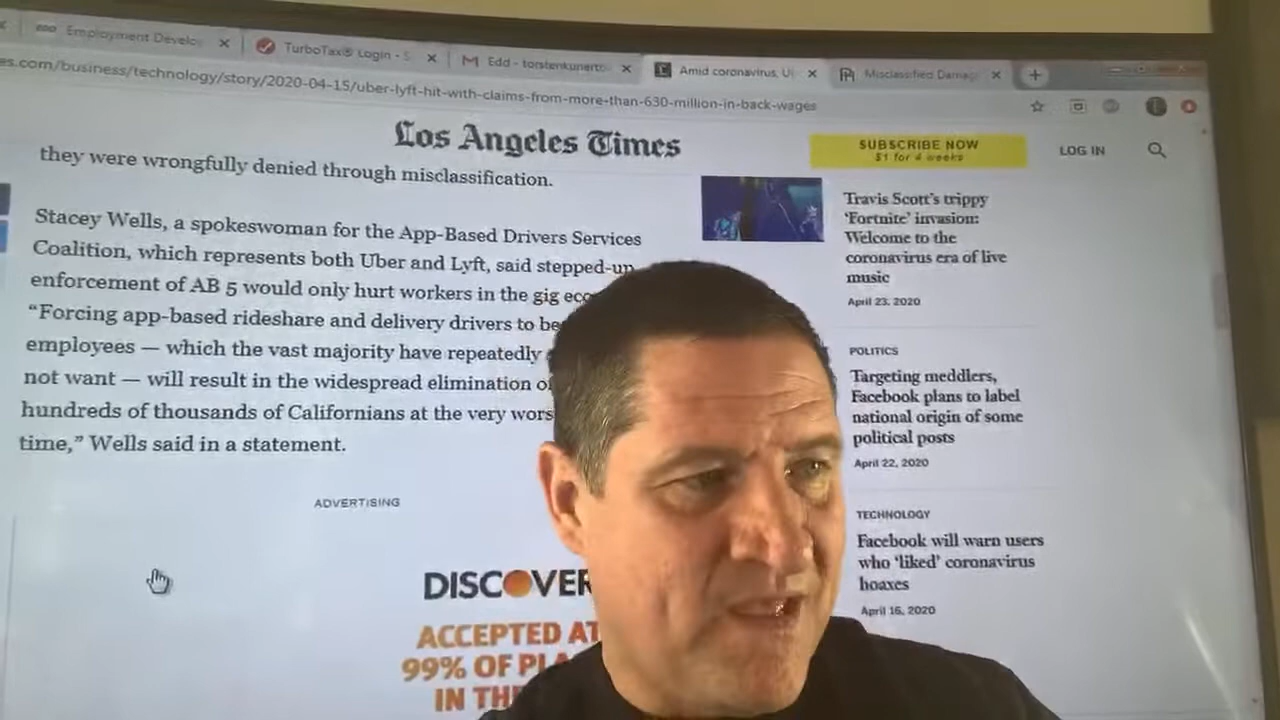 Employment Develo
TurboTax® Login - S
Edd - torstenkunert
Amid coronavirus, U
Misclassified Damag
es.com/business/technology/story/2020-04-15/uber-lyft-hit-with-claims-from-more-than-630-million-in-back-wages
Los Angeles Times
SUBSCRIBE NOW
$1 for 4 weeks
LOG IN
they were wrongfully denied through misclassification.
Stacey Wells, a spokeswoman for the App-Based Drivers Services
Coalition, which represents both Uber and Lyft, said stepped-up
enforcement of AB 5 would only hurt workers in the gig eco
“Forcing app-based rideshare and delivery drivers to be
employees — which the vast majority have repeatedly
not want — will result in the widespread elimination o
hundreds of thousands of Californians at the very wors
time,” Wells said in a statement.
ADVERTISING
DISCOVER
ACCEPTED AT
99% OF PLA
IN TH
Travis Scott’s trippy
‘Fortnite’ invasion:
Welcome to the
coronavirus era of live
music
April 23, 2020
POLITICS
Targeting meddlers,
Facebook plans to label
national origin of some
political posts
April 22, 2020
TECHNOLOGY
Facebook will warn users
who ‘liked’ coronavirus
hoaxes
April 16, 2020